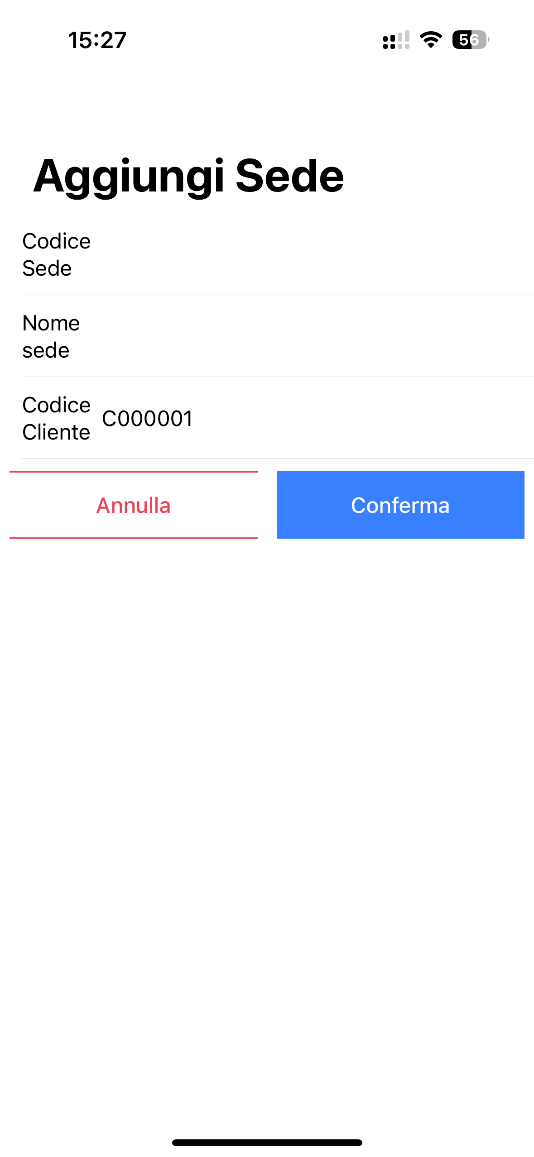 15:27
56
Aggiungi Sede
Codice
Sede
Nome
sede
Codice
Cliente
C000001
Annulla
Conferma